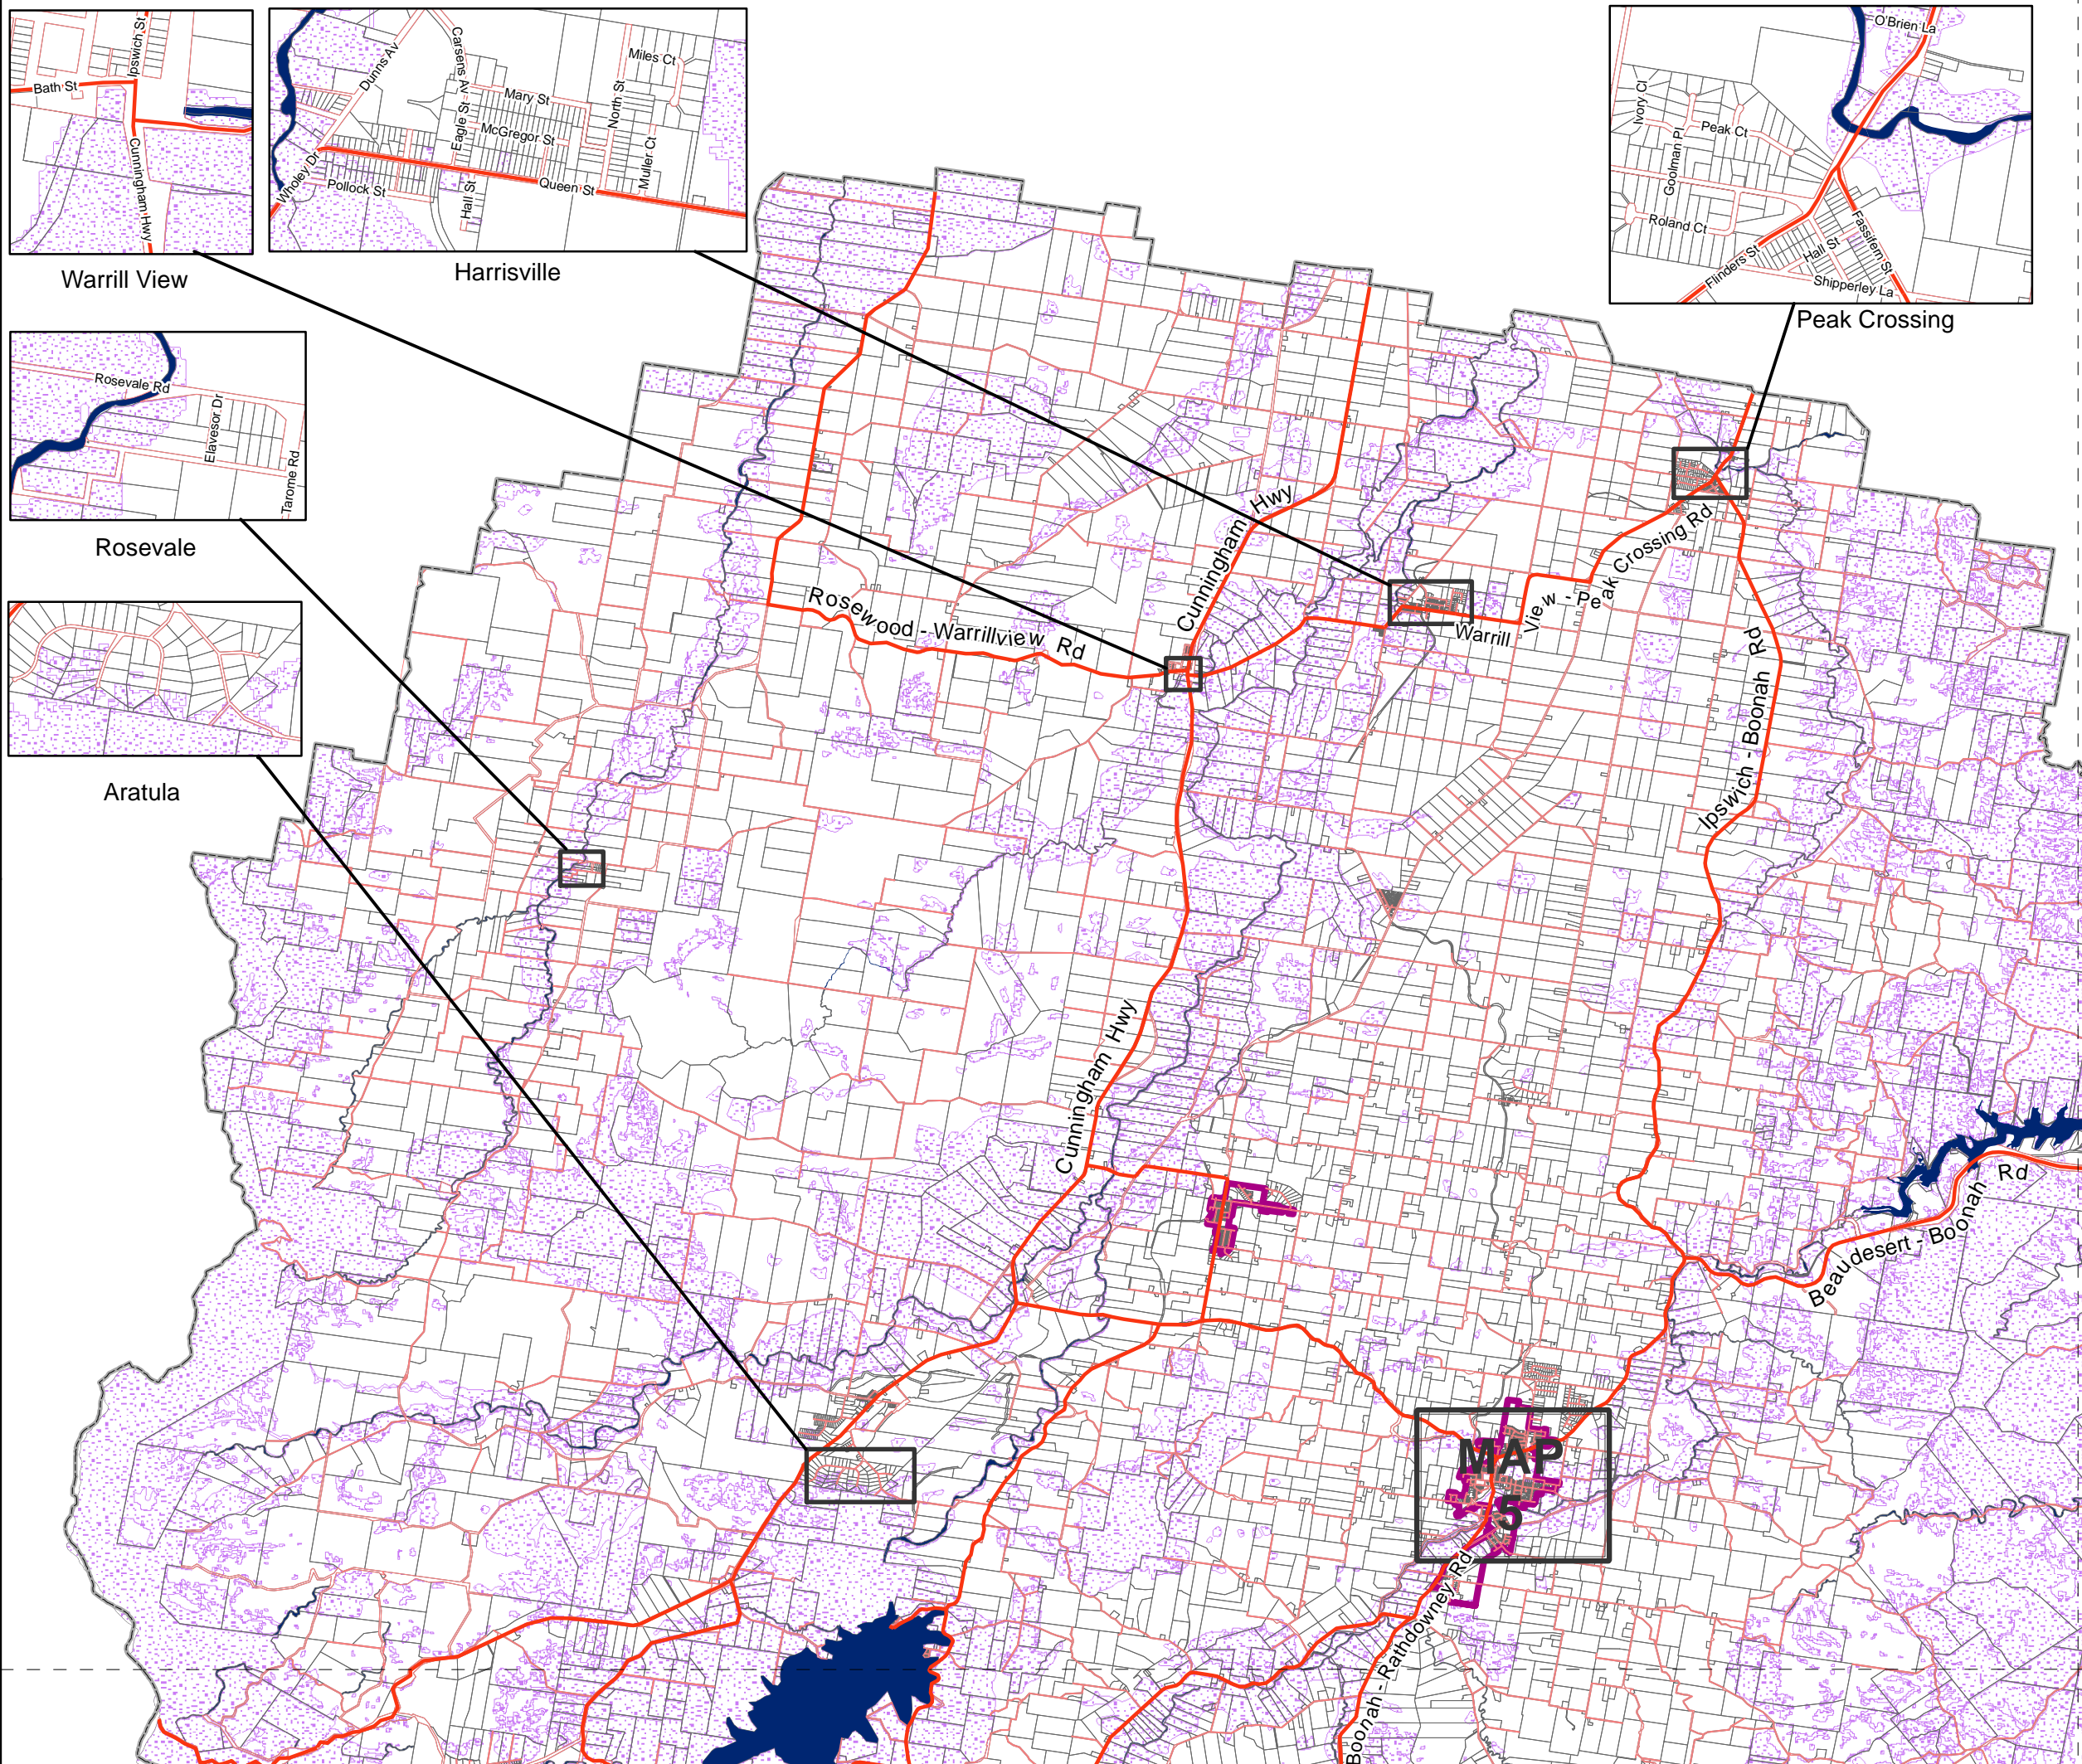 Ipswich St
Bath St
Cunningham Hwy
Warrill View
Dunns Av
Carsens Av
Miles Ct
Mary St
North St
Eagle St
McGregor St
Muller Ct
Wholey Dr
Pollock St
Hall St
Queen St
Harrisville
O'Brien La
Ivory Cl
Peak Ct
Goolman Pl
Roland Ct
Fassifern St
Hall St
Flinders St
Shipperley La
Peak Crossing
Rosevale Rd
Elavesor Dr
Tarome Rd
Rosevale
Aratula
Cunningham Hwy
Rosewood - Warrillview Rd
Warrill View - Peak Crossing Rd
Ipswich - Boonah Rd
Cunningham Hwy
Beaudesert - Boonah Rd
MAP
5
Boonah - Rathdowney Rd